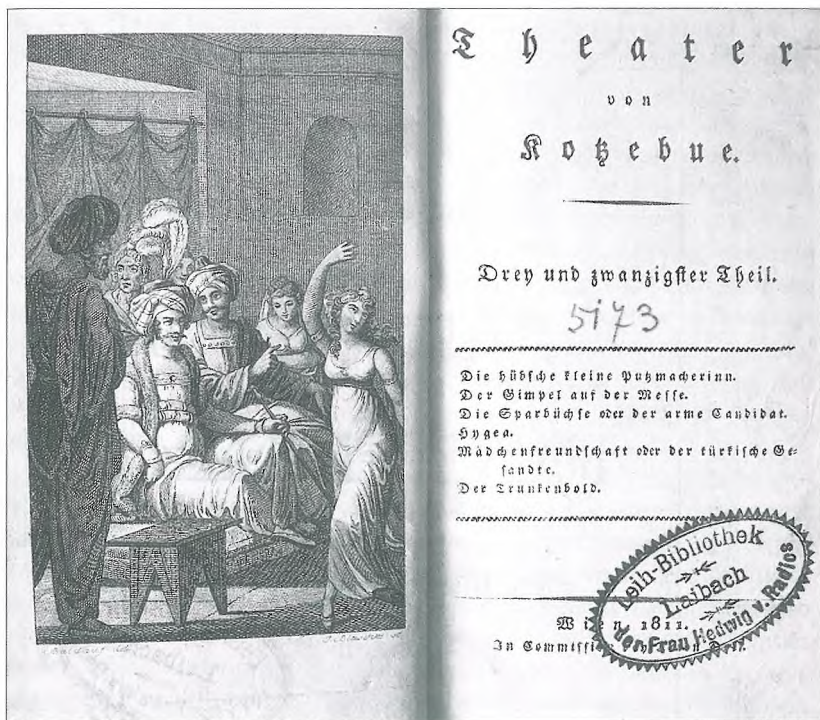 Theater
von
Kotzebue.
Drey und zwanzigster Theil.
5173
Die hübsche kleine Putzmacherinn.
Der Gimpel auf der Messe.
Die Sparbüchse oder der arme Candidat.
Hygea.
Mädchenfreundschaft oder der türkische Ge-
sandte.
Der Trunkenbold.
Leih-Bibliothek
Laibach
der Frau Hedwig v. Radics
Wien, 1811.
In Commission